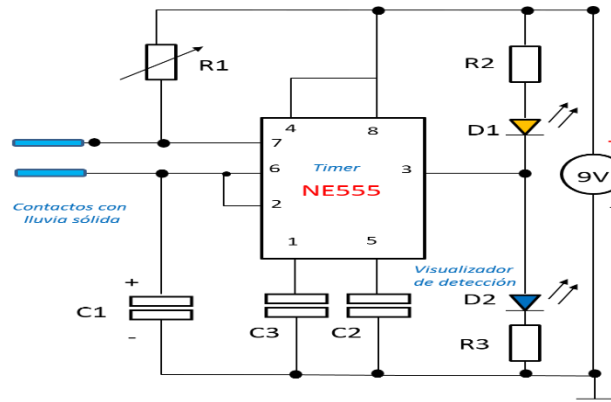 R1
R2
4
8
D1
7
Timer
6
3
NE555
9V
2
Contactos con
lluvia sólida
1
5
Visualizador
de detección
+
C1
-
C3
C2
D2
R3